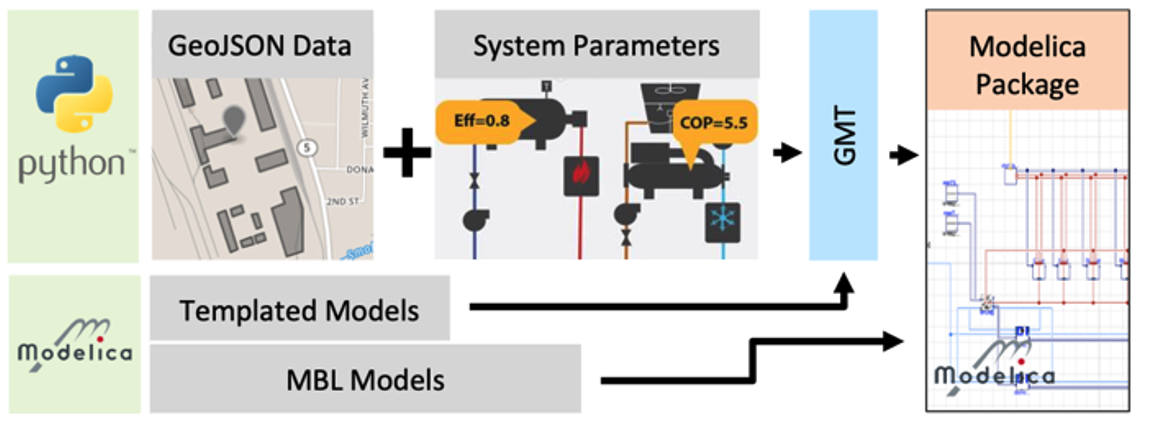 GeoJSON Data
System Parameters
GMT
Modelica
Package
python™
WILMUTH AV
5
DONA
2ND ST
Smo
Eff=0.8
COP=5.5
Templated Models
Modelica
MBL Models
Modelica